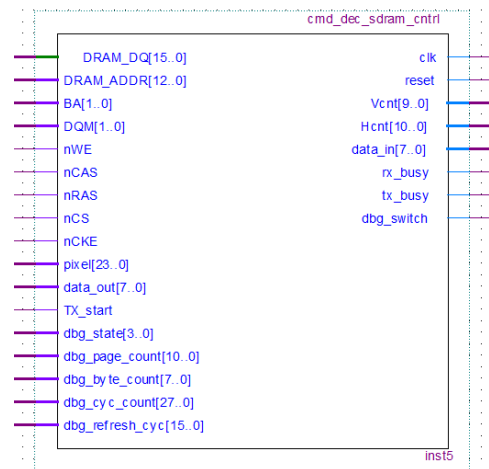 cmd_dec_sdram_cntrl
DRAM_DQ[15..0] clk
DRAM_ADDR[12..0] reset
BA[1..0] Vcnt[9..0]
DQM[1..0] Hcnt[10..0]
nWE data_in[7..0]
nCAS rx_busy
nRAS tx_busy
nCS dbg_switch
nCKE
pixel[23..0]
data_out[7..0]
TX_start
dbg_state[3..0]
dbg_page_count[10..0]
dbg_byte_count[7..0]
dbg_cyc_count[27..0]
dbg_refresh_cyc[15..0]
inst5